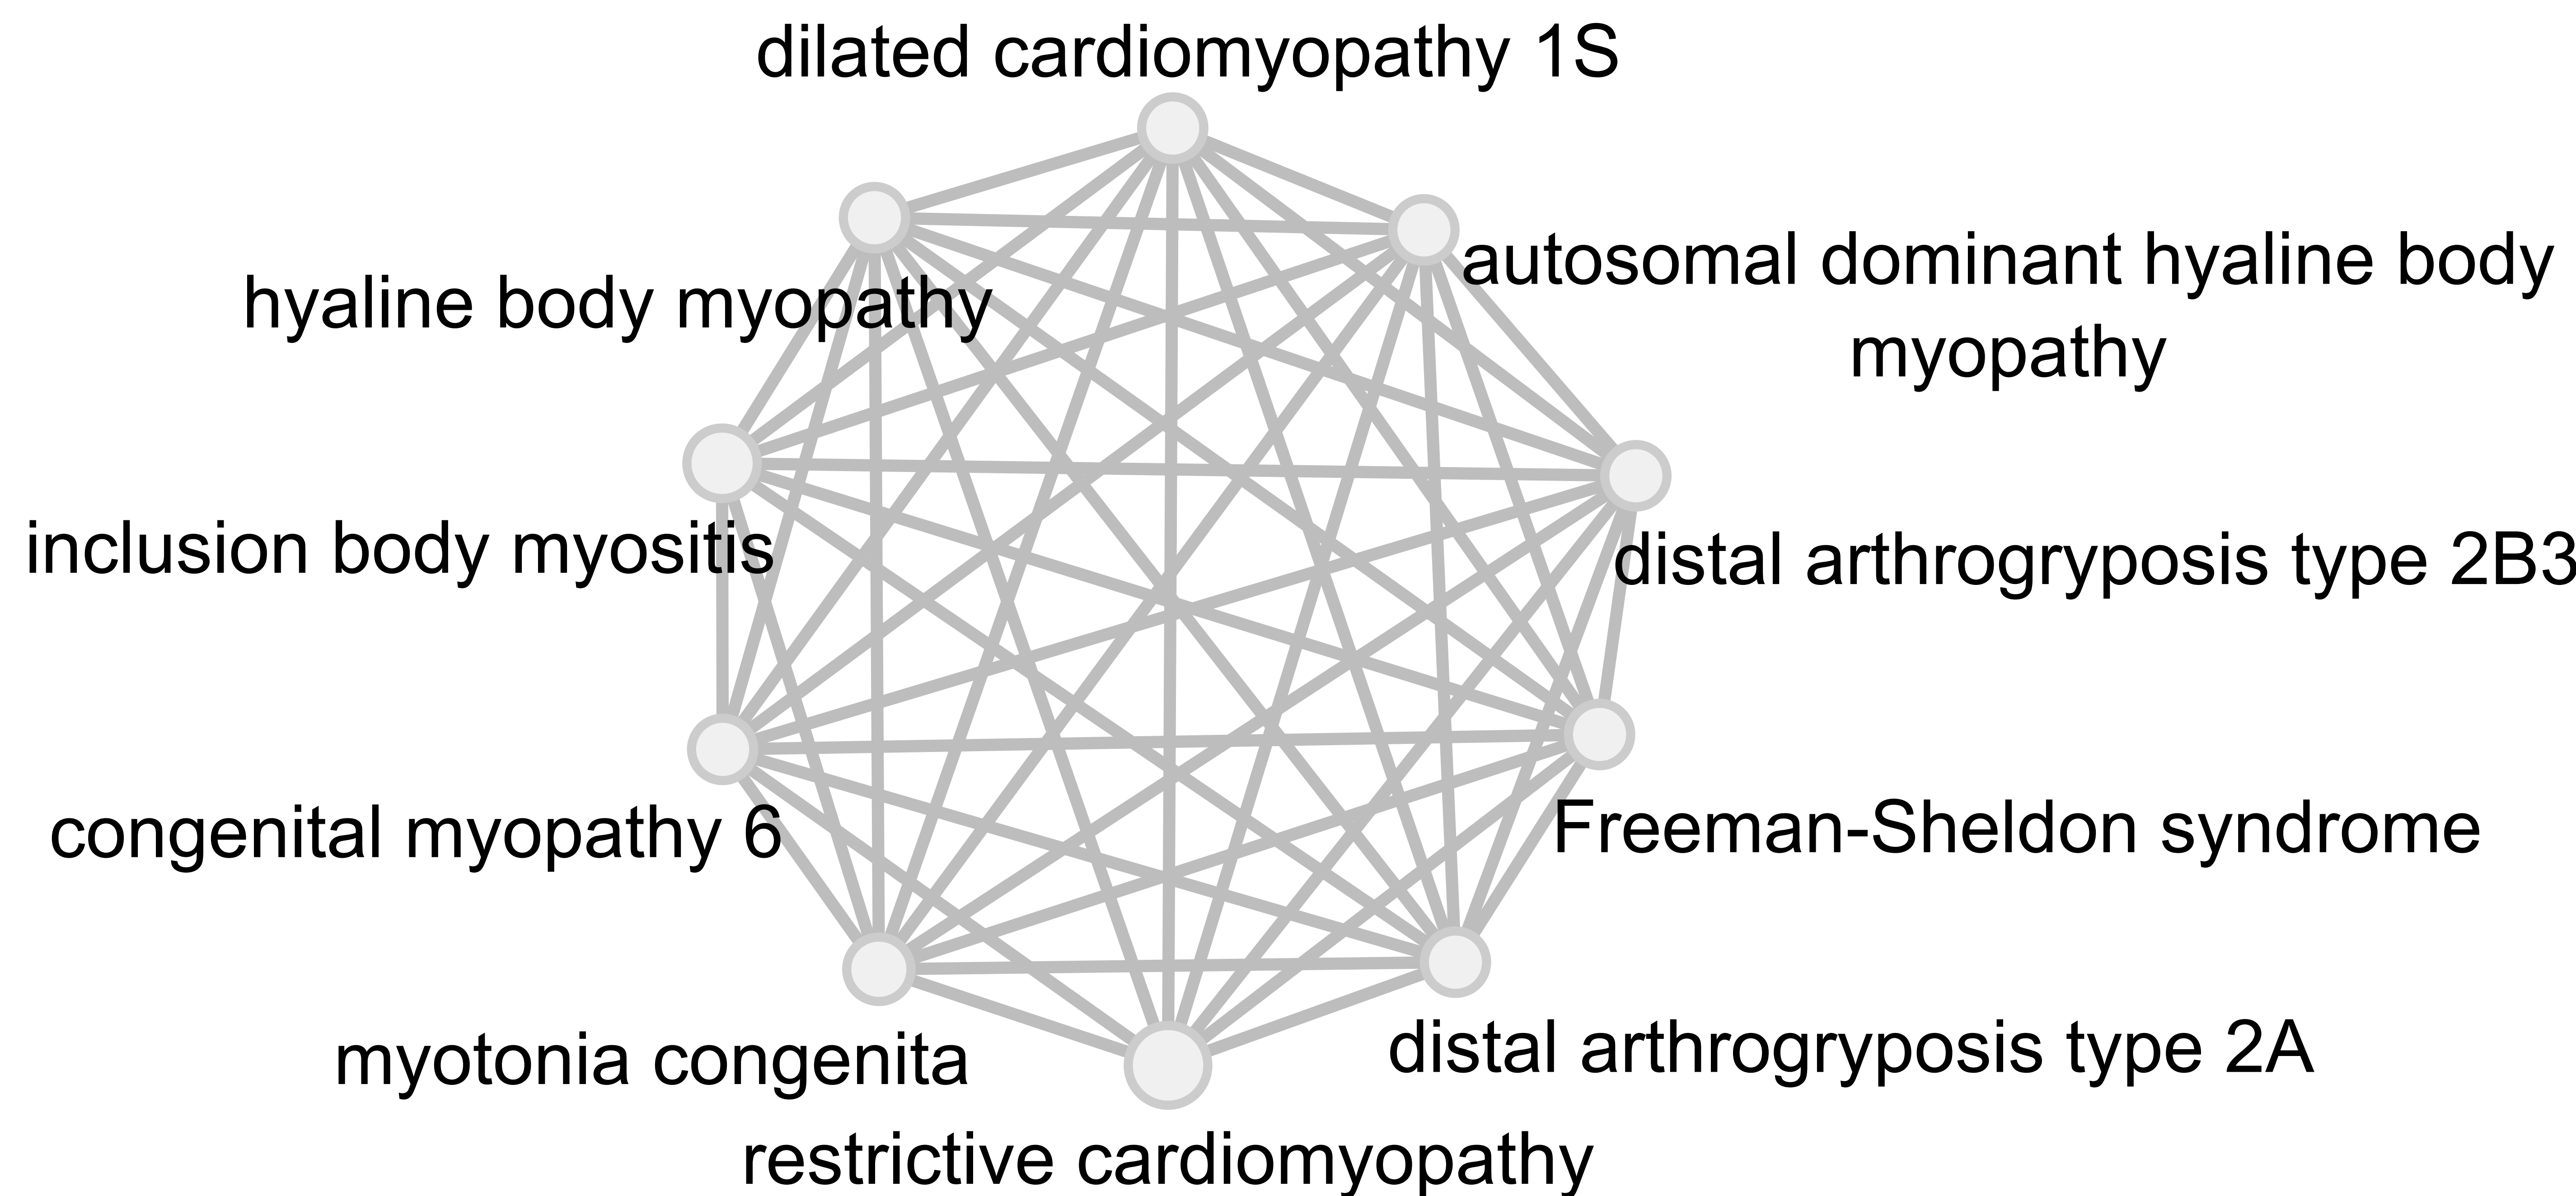 dilated cardiomyopathy 1S
autosomal dominant hyaline body
myopathy
hyaline body myopathy
inclusion body myositis
distal arthrogryposis type 2B3
congenital myopathy 6
Freeman-Sheldon syndrome
myotonia congenita
distal arthrogryposis type 2A
restrictive cardiomyopathy